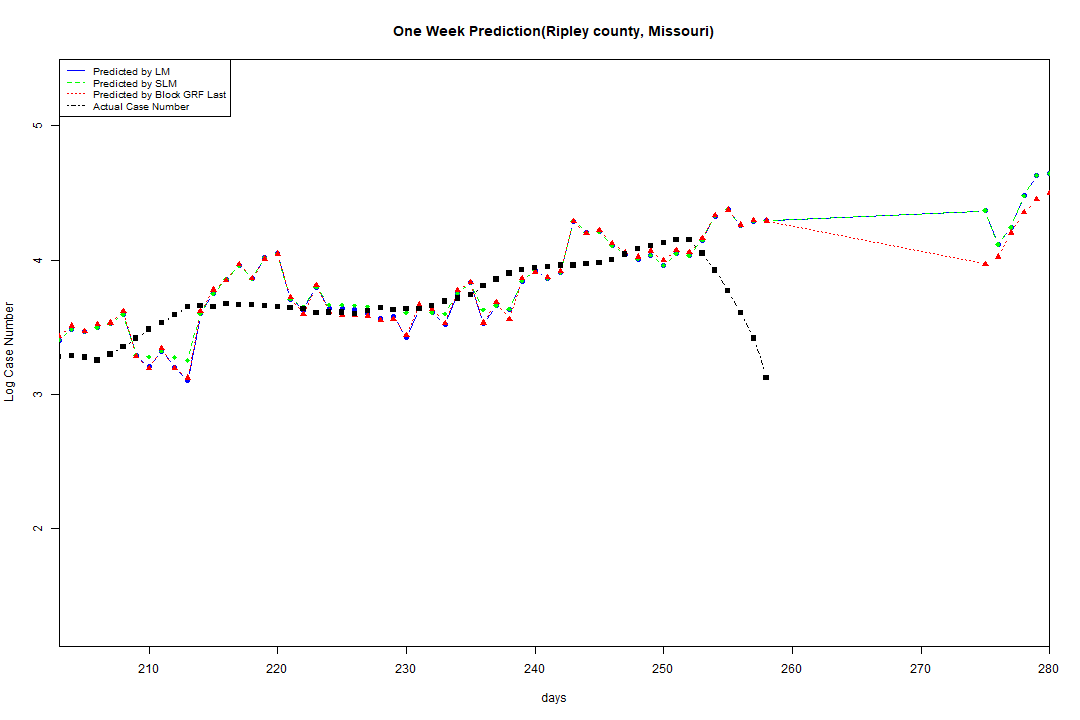 One Week Prediction(Ripley county, Missouri)
Predicted by LM
Predicted by SLM
Predicted by Block GRF Last
Actual Case Number
5
4
3
2
Log Case Number
210 220 230 240 250 260 270 280
days